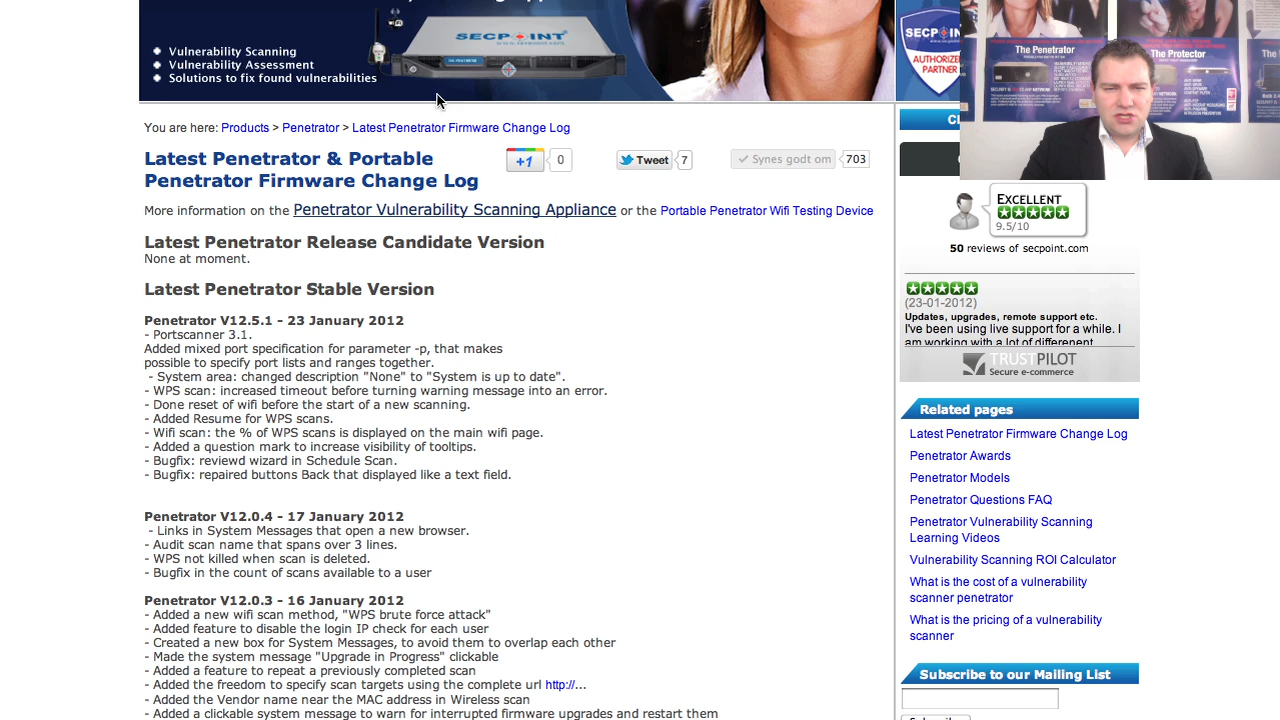 SECPOINT
Vulnerability Scanning
Vulnerability Assessment
Solutions to fix found vulnerabilities
SECPOINT
AUTHORIZED
PARTNER
The Penetrator
The Protector
You are here: Products > Penetrator > Latest Penetrator Firmware Change Log
Latest Penetrator & Portable
Penetrator Firmware Change Log
+1
0
Tweet
7
Synes godt om
703
More information on the Penetrator Vulnerability Scanning Appliance or the Portable Penetrator Wifi Testing Device
Latest Penetrator Release Candidate Version
None at moment.
Latest Penetrator Stable Version
Penetrator V12.5.1 - 23 January 2012
- Portscanner 3.1.
Added mixed port specification for parameter -p, that makes
possible to specify port lists and ranges together.
- System area: changed description "None" to "System is up to date".
- WPS scan: increased timeout before turning warning message into an error.
- Done reset of wifi before the start of a new scanning.
- Added Resume for WPS scans.
- Wifi scan: the % of WPS scans is displayed on the main wifi page.
- Added a question mark to increase visibility of tooltips.
- Bugfix: reviewd wizard in Schedule Scan.
- Bugfix: repaired buttons Back that displayed like a text field.
Penetrator V12.0.4 - 17 January 2012
- Links in System Messages that open a new browser.
- Audit scan name that spans over 3 lines.
- WPS not killed when scan is deleted.
- Bugfix in the count of scans available to a user
Penetrator V12.0.3 - 16 January 2012
- Added a new wifi scan method, "WPS brute force attack"
- Added feature to disable the login IP check for each user
- Created a new box for System Messages, to avoid them to overlap each other
- Made the system message "Upgrade in Progress" clickable
- Added a feature to repeat a previously completed scan
- Added the freedom to specify scan targets using the complete url http://...
- Added the Vendor name near the MAC address in Wireless scan
- Added a clickable system message to warn for interrupted firmware upgrades and restart them
EXCELLENT
9.5/10
50 reviews of secpoint.com
(23-01-2012)
Updates, upgrades, remote support etc.
I've been using live support for a while. I
am working with a lot of differenent
TRUSTPILOT
Secure e-commerce
Related pages
Latest Penetrator Firmware Change Log
Penetrator Awards
Penetrator Models
Penetrator Questions FAQ
Penetrator Vulnerability Scanning
Learning Videos
Vulnerability Scanning ROI Calculator
What is the cost of a vulnerability
scanner penetrator
What is the pricing of a vulnerability
scanner
Subscribe to our Mailing List